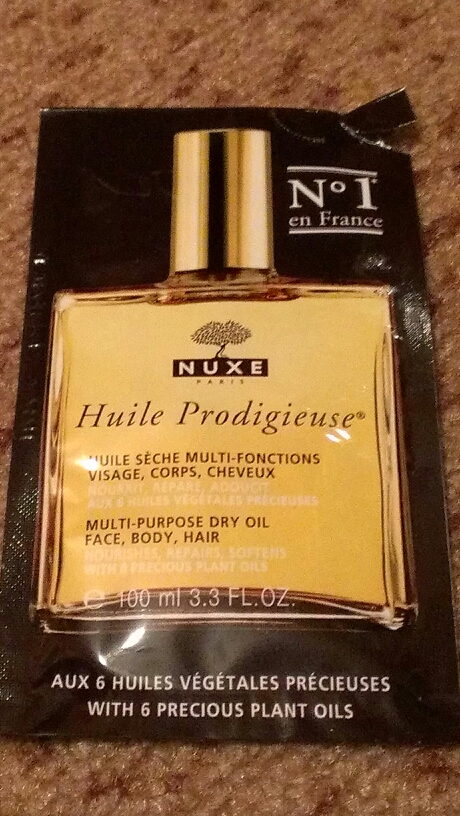 N° 1
en France
NUXE
PARIS
Huile Prodigieuse®
HUILE SÈCHE MULTI-FONCTIONS
VISAGE, CORPS, CHEVEUX
NOURRIT, RÉPARE, ADOUCIT
AUX 6 HUILES VÉGÉTALES PRÉCIEUSES
MULTI-PURPOSE DRY OIL
FACE, BODY, HAIR
NOURISHES, REPAIRS, SOFTENS
WITH 6 PRECIOUS PLANT OILS
℮ 100 ml 3.3 FL.OZ.
AUX 6 HUILES VÉGÉTALES PRÉCIEUSES
WITH 6 PRECIOUS PLANT OILS